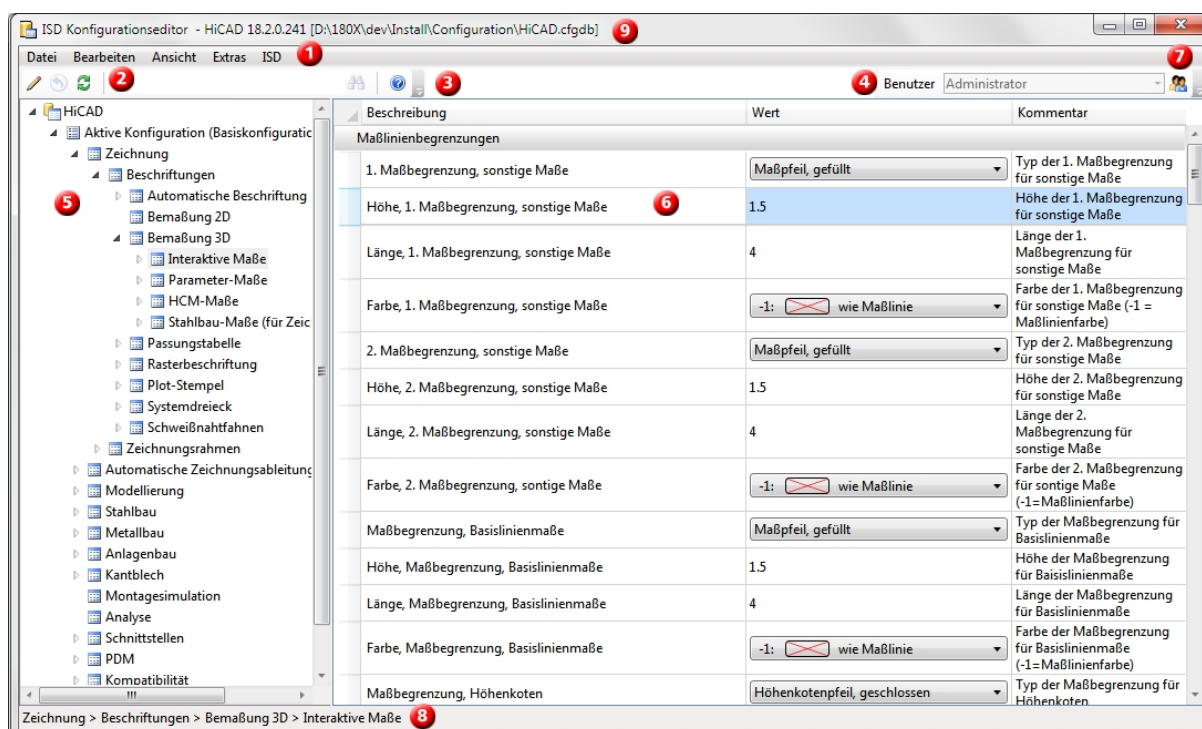 ISD Konfigurationseditor - HiCAD 18.2.0.241 [D:\180X\dev\Install\Configuration\HiCAD.cfgdb] 9
Datei Bearbeiten Ansicht Extras ISD 1 7
2 3 4 Benutzer Administrator
HiCAD
Aktive Konfiguration (Basiskonfiguratic
Zeichnung
Beschriftungen
5
Automatische Beschriftung
Bemaßung 2D
Bemaßung 3D
Interaktive Maße
Parameter-Maße
HCM-Maße
Stahlbau-Maße (für Zeic
Passungstabelle
Rasterbeschriftung
Plot-Stempel
Systemdreieck
Schweißnahtfahnen
Zeichnungsrahmen
Automatische Zeichnungsableitung
Modellierung
Stahlbau
Metallbau
Anlagenbau
Kantblech
Montagesimulation
Analyse
Schnittstellen
PDM
Kompatibilität
Beschreibung Wert Kommentar
Maßlinienbegrenzungen
1. Maßbegrenzung, sonstige Maße Maßpfeil, gefüllt Typ der 1. Maßbegrenzung
für sonstige Maße
Höhe, 1. Maßbegrenzung, sonstige Maße 6 1.5 Höhe der 1. Maßbegrenzung
für sonstige Maße
Länge, 1. Maßbegrenzung, sonstige Maße 4 Länge der 1.
Maßbegrenzung für
sonstige Maße
Farbe, 1. Maßbegrenzung, sonstige Maße -1: wie Maßlinie Farbe der 1. Maßbegrenzung
für sonstige Maße (-1 =
Maßlinienfarbe)
2. Maßbegrenzung, sonstige Maße Maßpfeil, gefüllt Typ der 2. Maßbegrenzung
für sonstige Maße
Höhe, 2. Maßbegrenzung, sonstige Maße 1.5 Höhe der 2. Maßbegrenzung
für sonstige Maße
Länge, 2. Maßbegrenzung, sonstige Maße 4 Länge der 2.
Maßbegrenzung für
sonstige Maße
Farbe, 2. Maßbegrenzung, sontige Maße -1: wie Maßlinie Farbe der 2. Maßbegrenzung
für sontige Maße
(-1=Maßlinienfarbe)
Maßbegrenzung, Basislinienmaße Maßpfeil, gefüllt Typ der Maßbegrenzung für
Basislinienmaße
Höhe, Maßbegrenzung, Basislinienmaße 1.5 Höhe der Maßbegrenzung
für Baisislinienmaße
Länge, Maßbegrenzung, Basislinienmaße 4 Länge der Maßbegrenzung
für Basislinienmaße
Farbe, Maßbegrenzung, Basislinienmaße -1: wie Maßlinie Farbe der Maßbegrenzung
für Basislinienmaße
(-1=Maßlinienfarbe)
Maßbegrenzung, Höhenkoten Höhenkotenpfeil, geschlossen Typ der Maßbegrenzung für
Höhenkoten
Zeichnung > Beschriftungen > Bemaßung 3D > Interaktive Maße 8